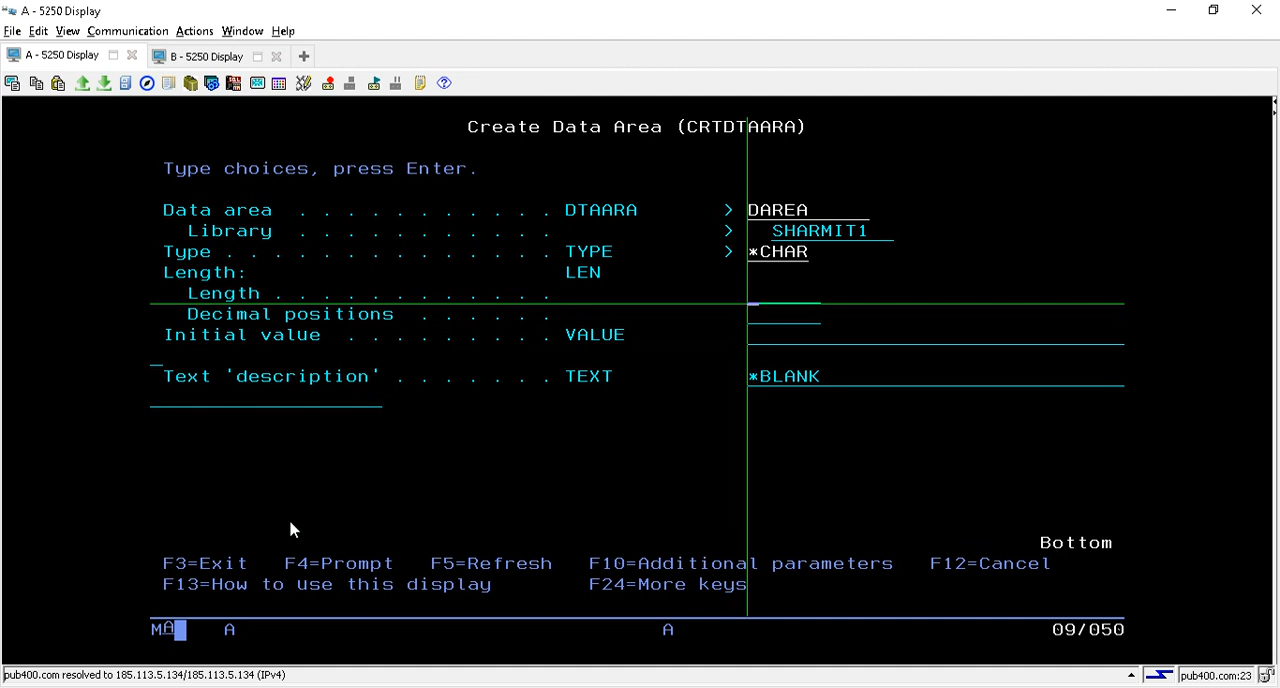 A - 5250 Display
File Edit View Communication Actions Window Help
A - 5250 Display B - 5250 Display
Create Data Area (CRTDTAARA)
Type choices, press Enter.
Data area . . . . . . . . . . . DTAARA > DAREA
Library . . . . . . . . . . . > SHARMIT1
Type . . . . . . . . . . . . . . TYPE > *CHAR
Length: LEN
Length . . . . . . . . . . . .
Decimal positions . . . . . .
Initial value . . . . . . . . . VALUE
Text 'description' . . . . . . . TEXT *BLANK
Bottom
F3=Exit F4=Prompt F5=Refresh F10=Additional parameters F12=Cancel
F13=How to use this display F24=More keys
MA A A 09/050
pub400.com resolved to 185.113.5.134/185.113.5.134 (IPv4) pub400.com:23